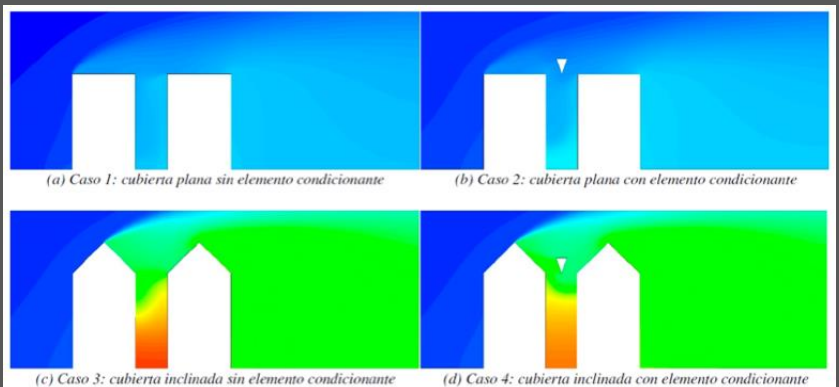 (a) Caso 1: cubierta plana sin elemento condicionante
(b) Caso 2: cubierta plana con elemento condicionante
(c) Caso 3: cubierta inclinada sin elemento condicionante
(d) Caso 4: cubierta inclinada con elemento condicionante